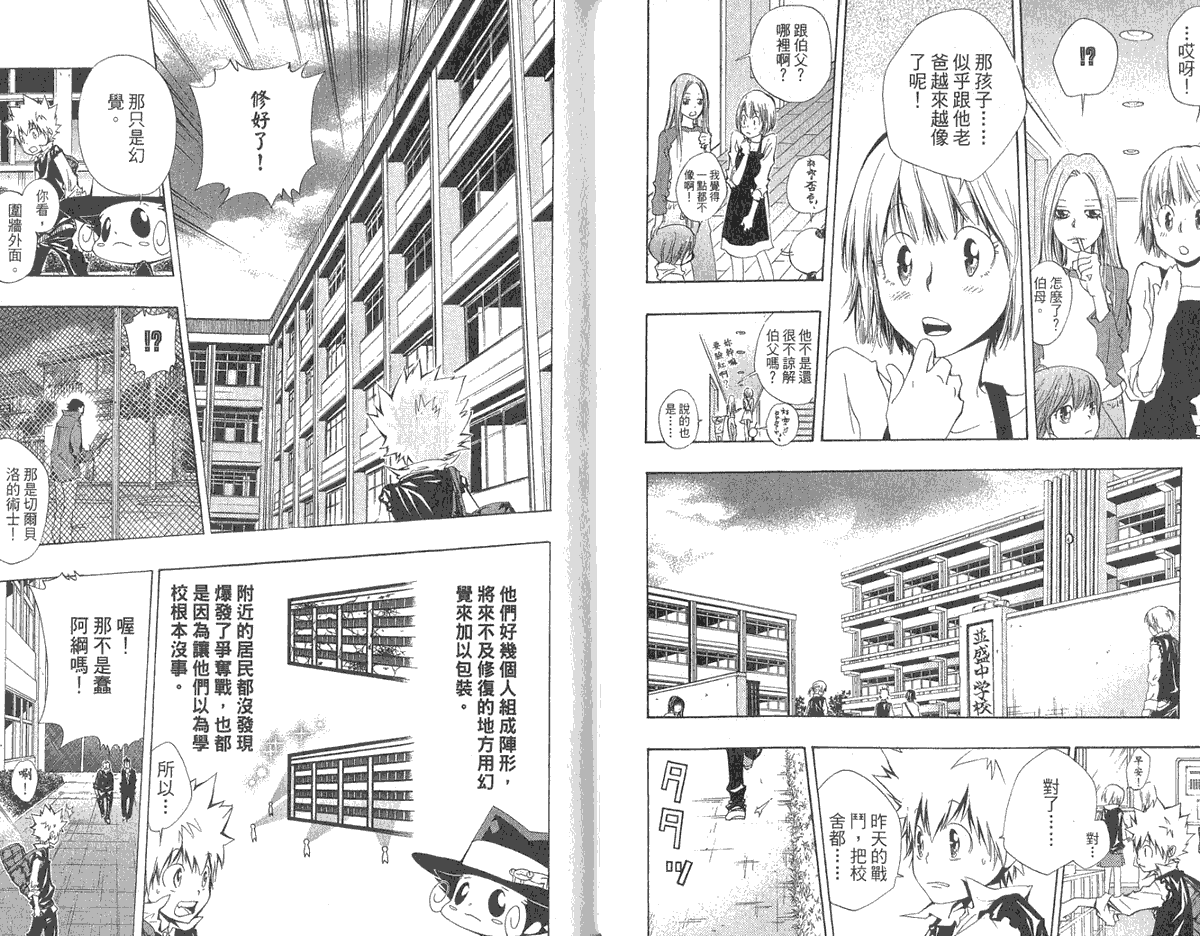 …哎呀！
!?
怎麼了？
伯母。
那孩子……
似乎跟他老
爸越來越像
了呢！
跟伯父？
哪裡啊？
我覺得
一點都不
像啊！
他不是還
很不諒解
伯父嗎？
說的也
是……
並盛中学校
早安！
對…
對了……
昨天的戰
鬥，把校
舍都……
修好了！
那只是幻
覺。
你看，
圍牆外面。
!?
那是切爾貝
洛的術士！
他們好幾個人組成陣形，
將來不及修復的地方用幻
覺來加以包裝。
附近的居民都沒發現
爆發了爭奪戰，也都
是因為讓他們以為學
校根本沒事。
所以…
喔！
那不是蠢
阿綱嗎！
唰！